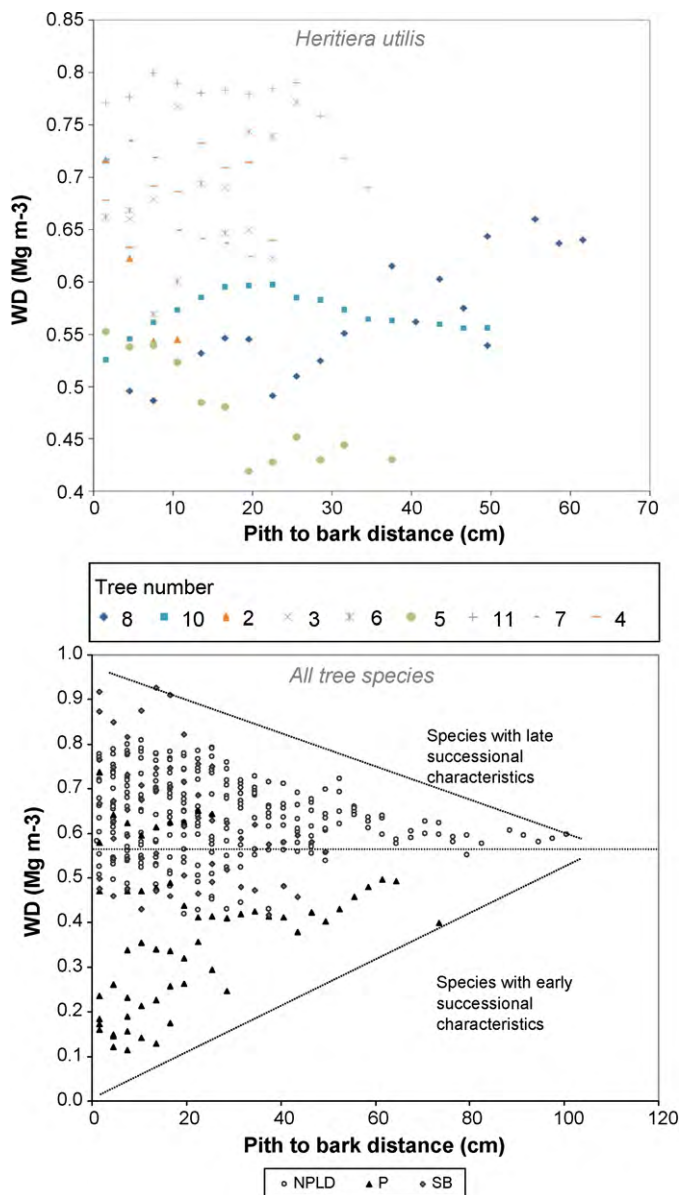 Heritiera utilis
0.85
0.8
0.75
0.7
0.65
0.6
0.55
0.5
0.45
0.4
WD (Mg m-3)
0 10 20 30 40 50 60 70
Pith to bark distance (cm)
Tree number
8 10 2 3 6 5 11 7 4
All tree species
1.0
0.9
0.8
0.7
0.6
0.5
0.4
0.3
0.2
0.1
0.0
WD (Mg m-3)
Species with late
successional
characteristics
Species with early
successional
characteristics
0 20 40 60 80 100 120
Pith to bark distance (cm)
NPLD P SB